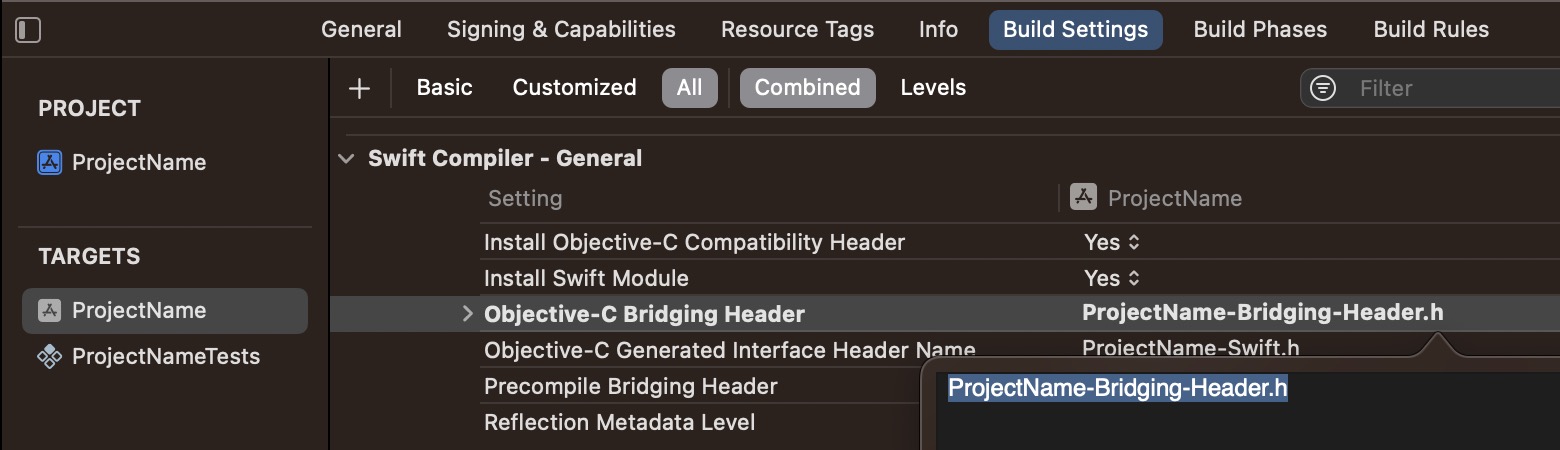 General Signing & Capabilities Resource Tags Info Build Settings Build Phases Build Rules
Basic Customized All Combined Levels Filter
PROJECT
ProjectName
TARGETS
ProjectName
ProjectNameTests
Swift Compiler - General
Setting ProjectName
Install Objective-C Compatibility Header Yes
Install Swift Module Yes
Objective-C Bridging Header ProjectName-Bridging-Header.h
Objective-C Generated Interface Header Name ProjectName-Swift.h
Precompile Bridging Header
Reflection Metadata Level
ProjectName-Bridging-Header.h